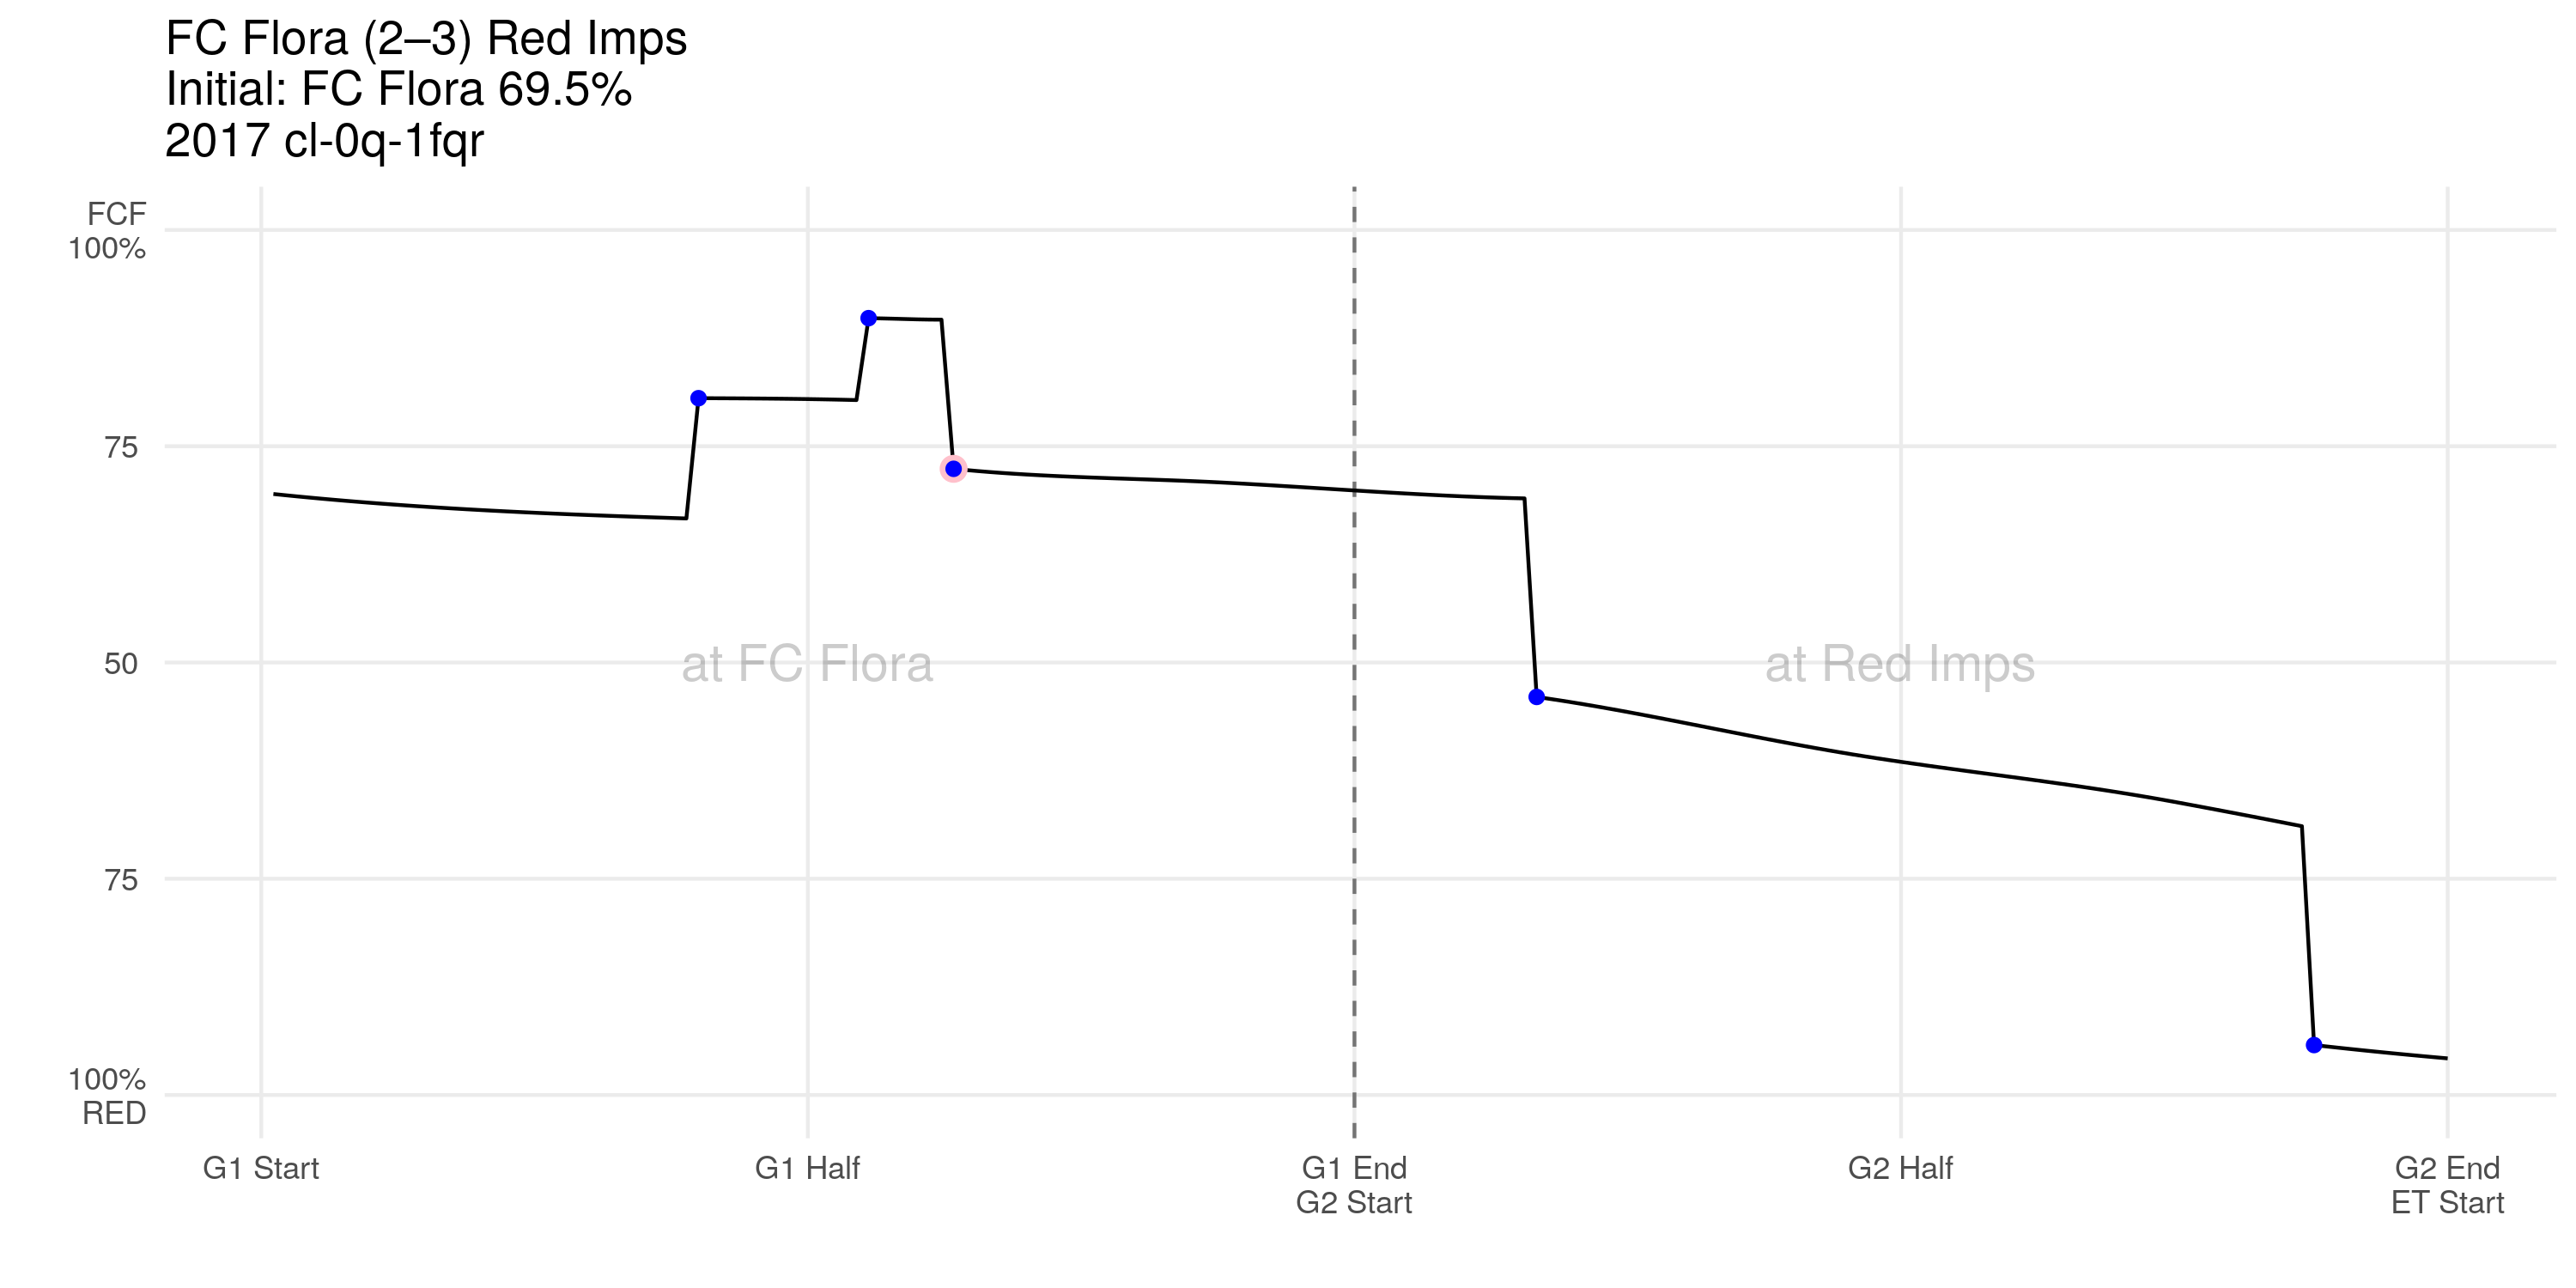 FC Flora (2–3) Red Imps
Initial: FC Flora 69.5%
2017 cl-0q-1fqr
FCF
100%
75
50
75
100%
RED
at FC Flora
at Red Imps
G1 Start
G1 Half
G1 End
G2 Start
G2 Half
G2 End
ET Start